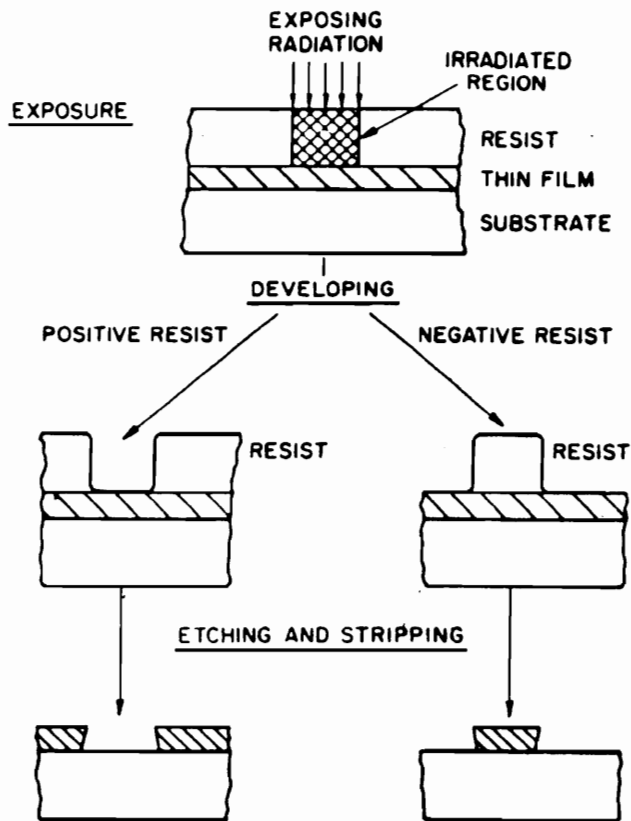 EXPOSING
RADIATION
IRRADIATED
REGION
EXPOSURE
RESIST
THIN FILM
SUBSTRATE
DEVELOPING
POSITIVE RESIST
NEGATIVE RESIST
RESIST
RESIST
ETCHING AND STRIPPING